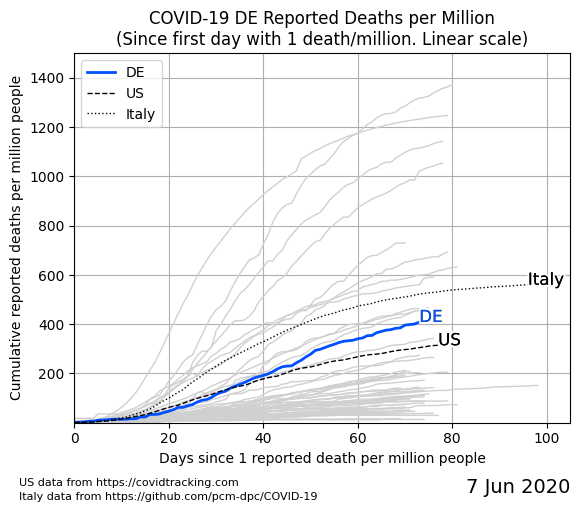 COVID-19 DE Reported Deaths per Million
(Since first day with 1 death/million. Linear scale)
Cumulative reported deaths per million people
1400
1200
1000
800
600
400
200
DE
US
Italy
Italy
DE
US
0 20 40 60 80 100
Days since 1 reported death per million people
US data from https://covidtracking.com
Italy data from https://github.com/pcm-dpc/COVID-19
7 Jun 2020